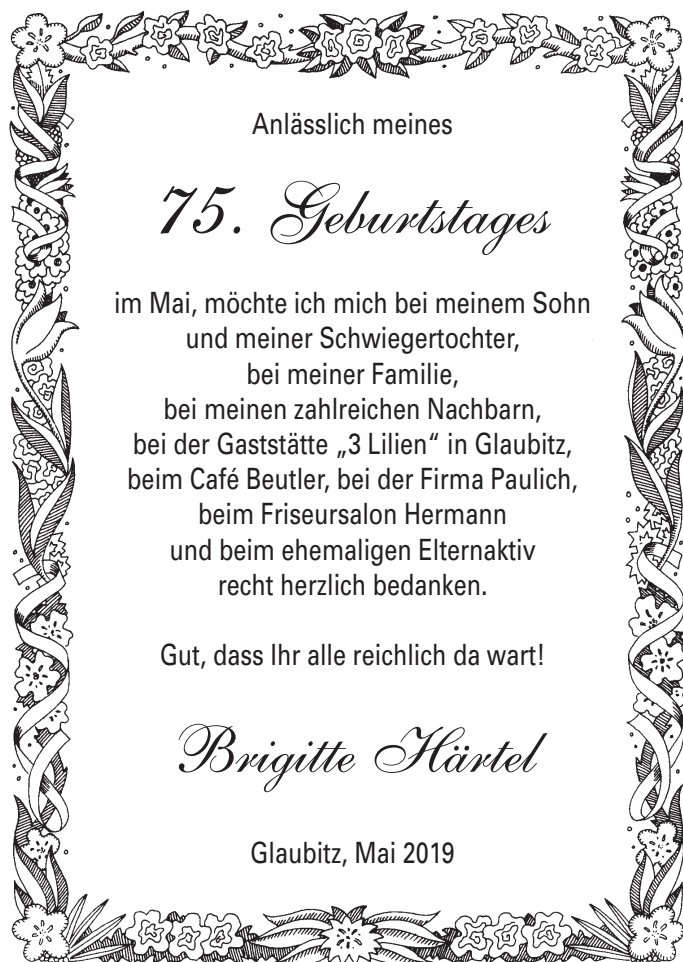 Anlässlich meines
75. Geburtstages
im Mai, möchte ich mich bei meinem Sohn
und meiner Schwiegertochter,
bei meiner Familie,
bei meinen zahlreichen Nachbarn,
bei der Gaststätte „3 Lilien“ in Glaubitz,
beim Café Beutler, bei der Firma Paulich,
beim Friseursalon Hermann
und beim ehemaligen Elternaktiv
recht herzlich bedanken.
Gut, dass Ihr alle reichlich da wart!
Brigitte Härtel
Glaubitz, Mai 2019